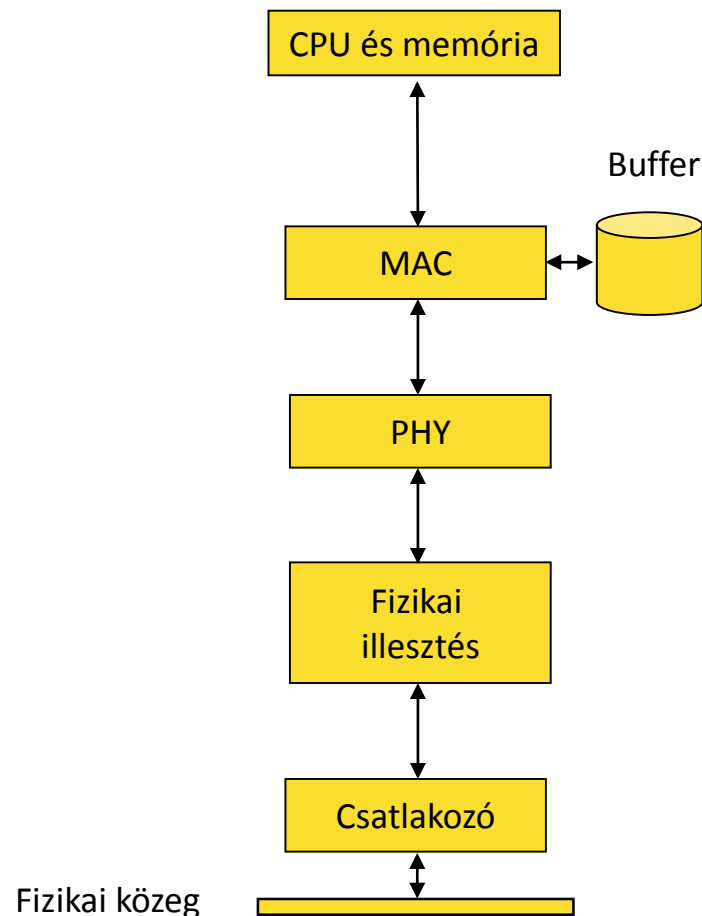 CPU és memória
Buffer
MAC
PHY
Fizikai
illesztés
Csatlakozó
Fizikai közeg